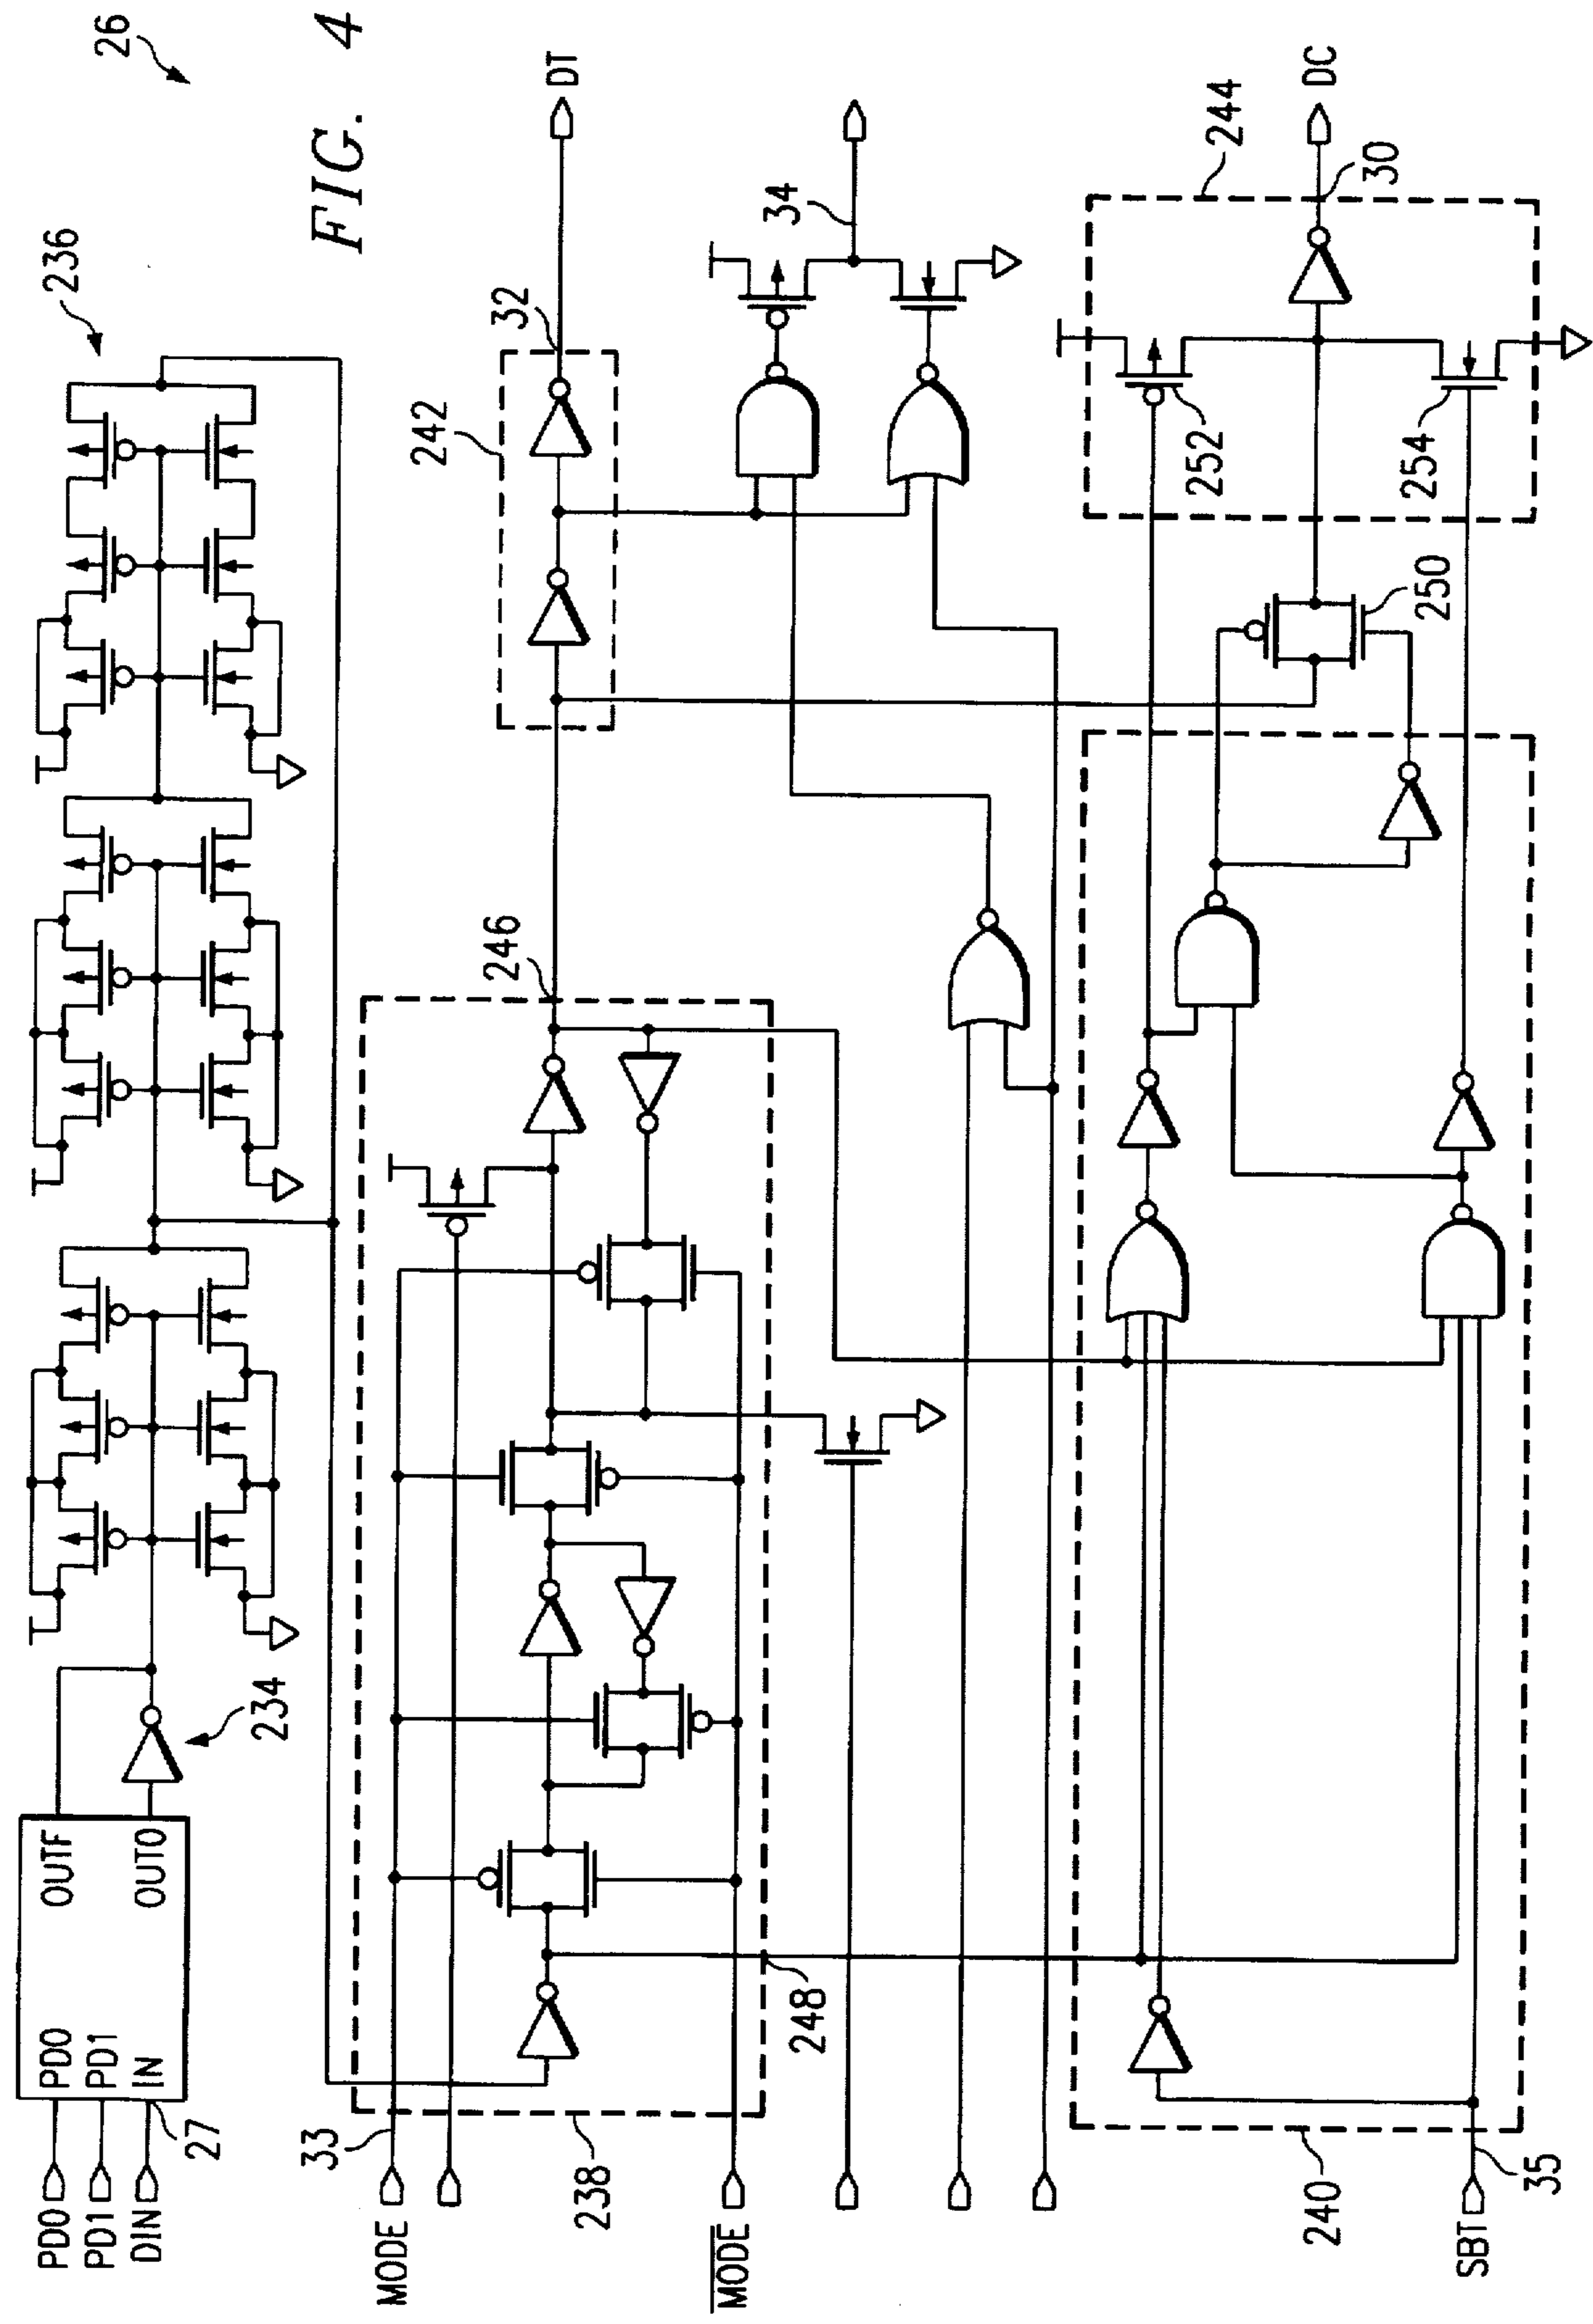 26
FIG. 4
236
PD0
PD1
DIN
PD0
PD1
IN
OUTF
OUT0
27
234
33
MODE
238
MODE
248
246
242
32
DT
34
244
30
DC
252
254
250
240
SBT
35